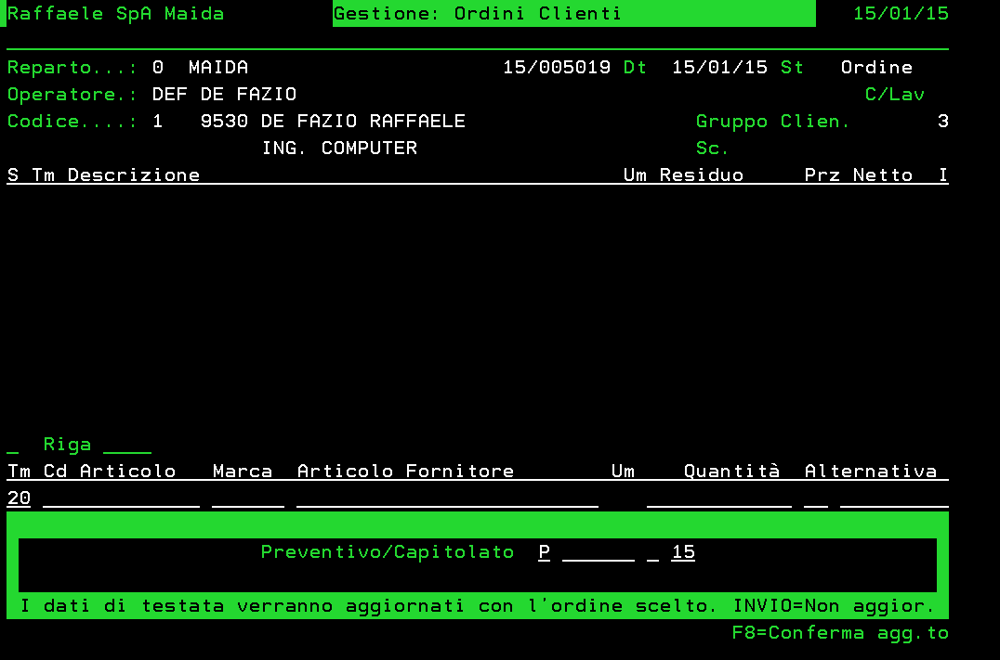 Raffaele SpA Maida Gestione: Ordini Clienti 15/01/15
Reparto...: 0 MAIDA 15/005019 Dt 15/01/15 St Ordine
Operatore.: DEF DE FAZIO C/Lav
Codice....: 1 9530 DE FAZIO RAFFAELE Gruppo Clien. 3
ING. COMPUTER Sc.
S Tm Descrizione Um Residuo Prz Netto I
_ Riga ____
Tm Cd Articolo Marca Articolo Fornitore Um Quantità Alternativa
20
Preventivo/Capitolato P ______ _ 15
I dati di testata verranno aggiornati con l'ordine scelto. INVIO=Non aggior.
F8=Conferma agg.to